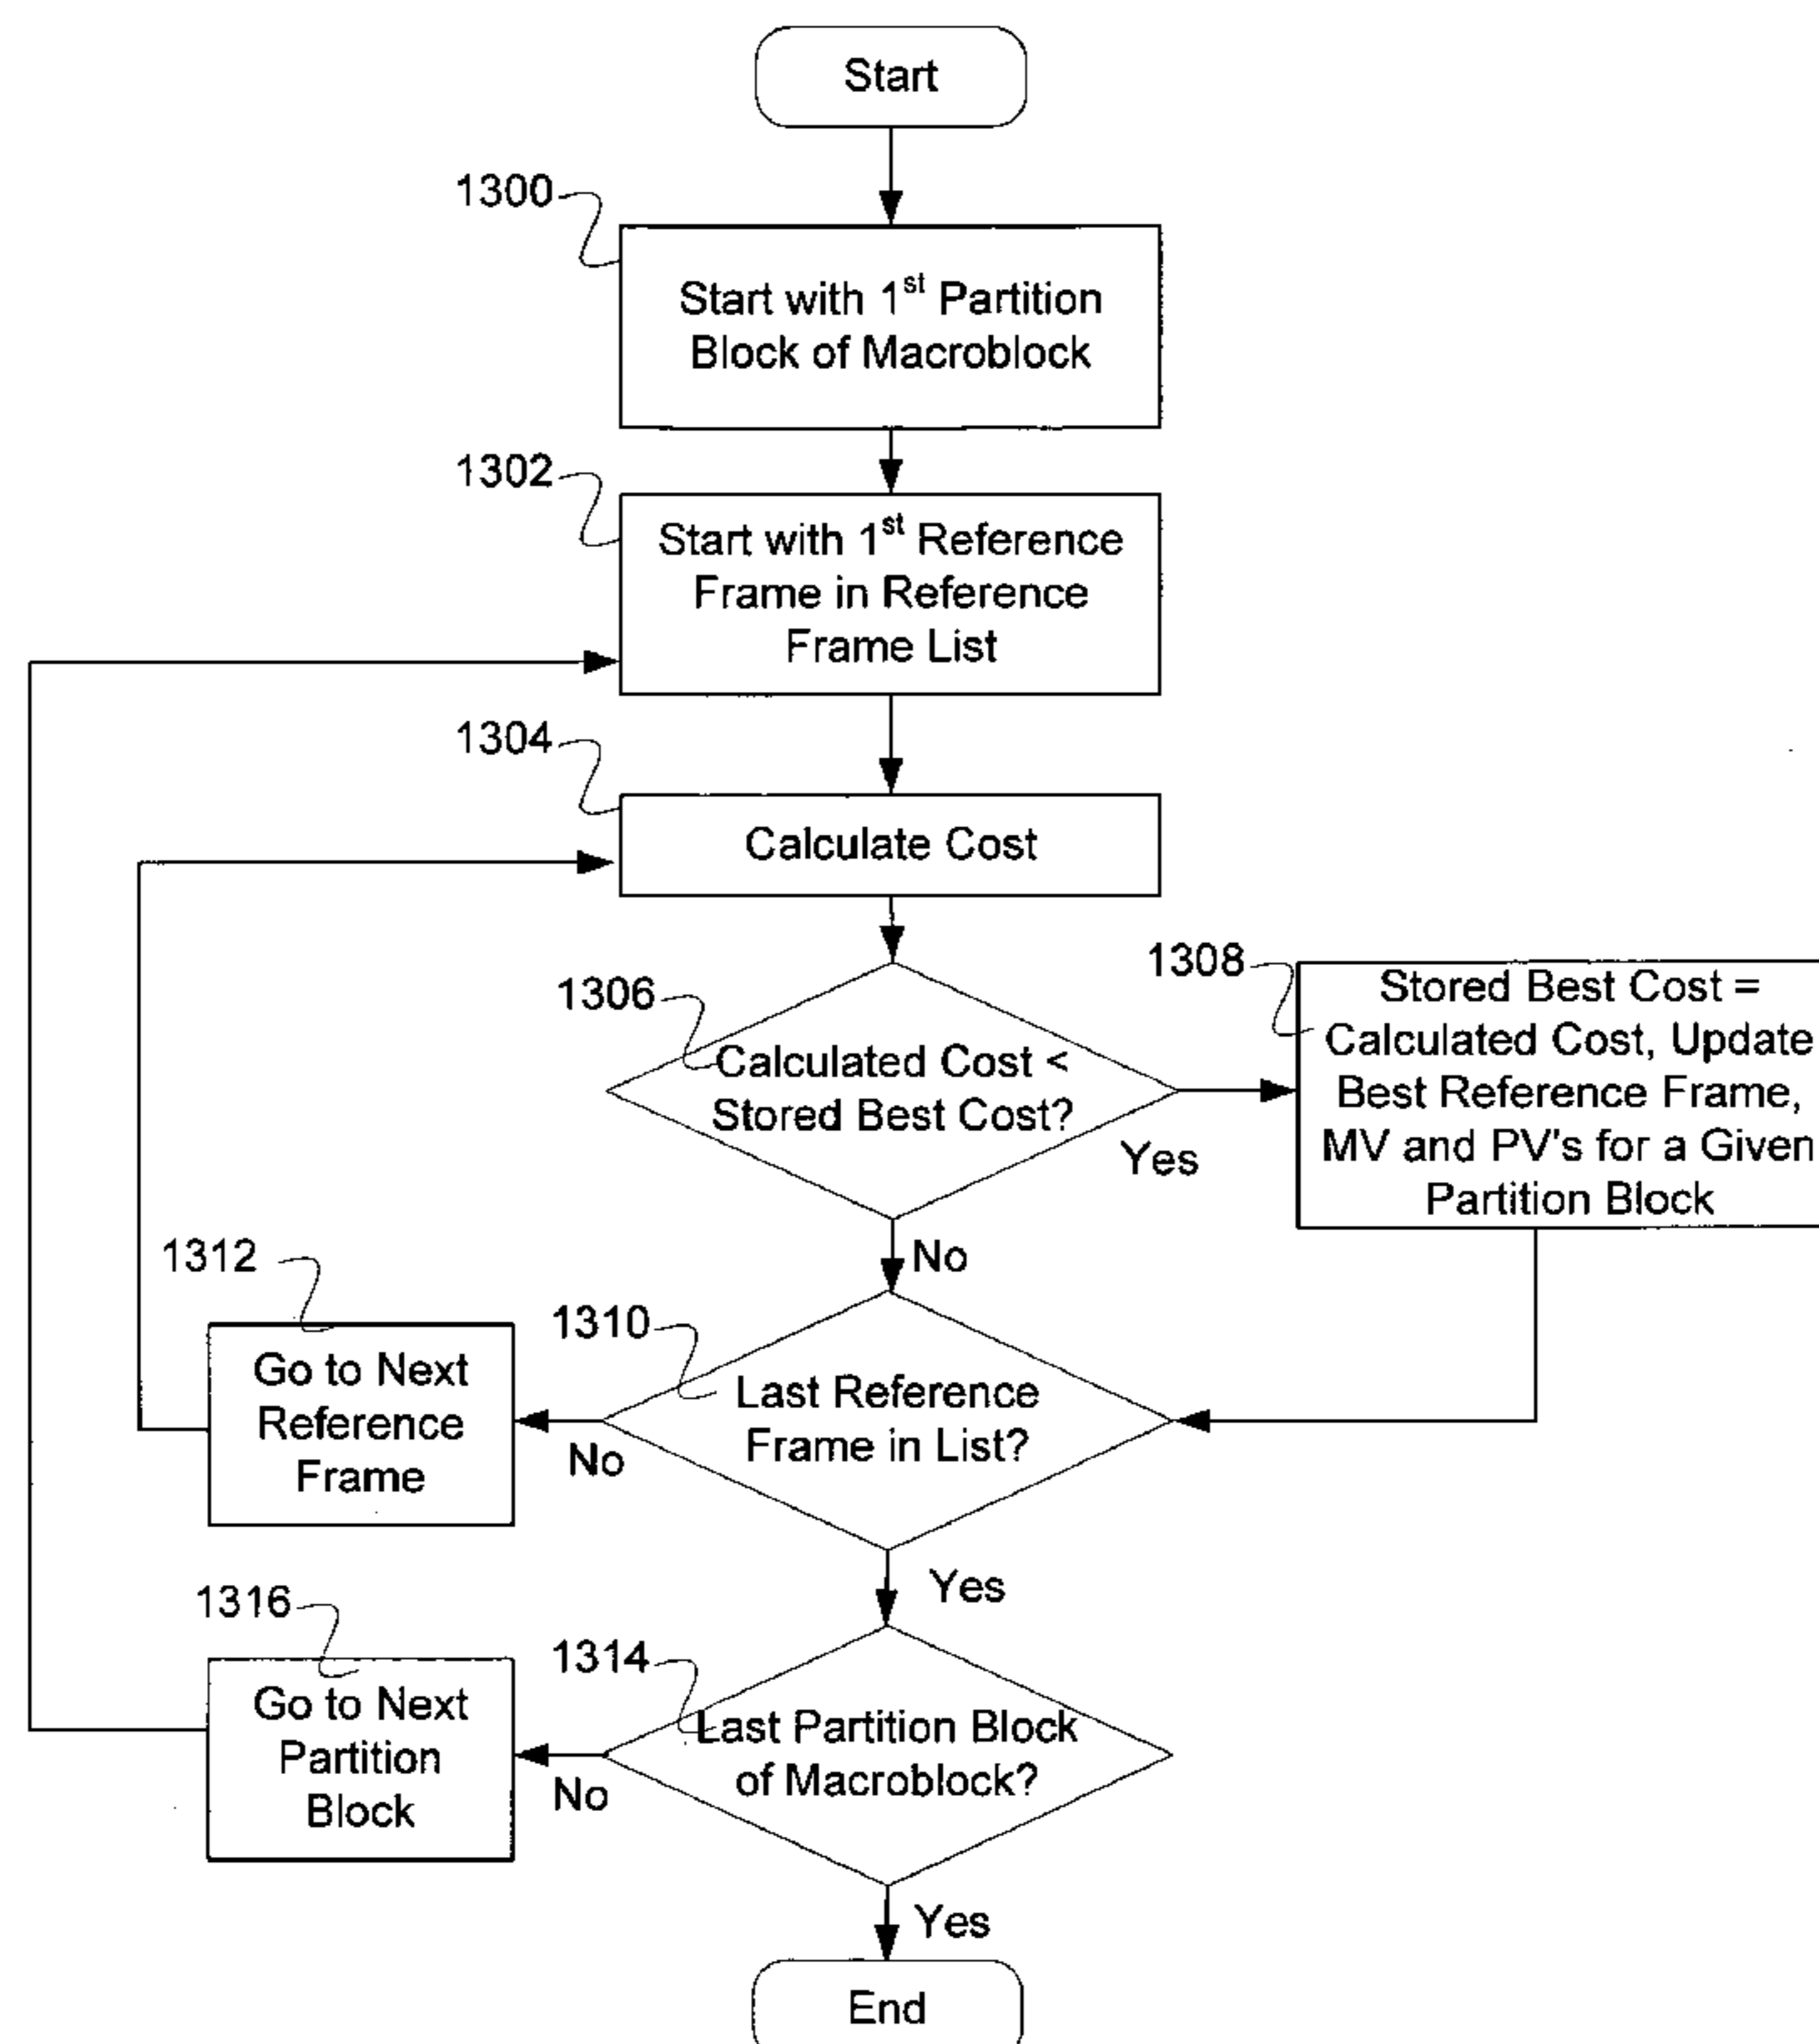 Start
1300
Start with 1st Partition
Block of Macroblock
1302
Start with 1st Reference
Frame in Reference
Frame List
1304
Calculate Cost
1306
Calculated Cost <
Stored Best Cost?
Yes
1308
Stored Best Cost =
Calculated Cost, Update
Best Reference Frame,
MV and PV's for a Given
Partition Block
No
1310
Last Reference
Frame in List?
No
1312
Go to Next
Reference
Frame
Yes
1314
Last Partition Block
of Macroblock?
No
1316
Go to Next
Partition
Block
Yes
End